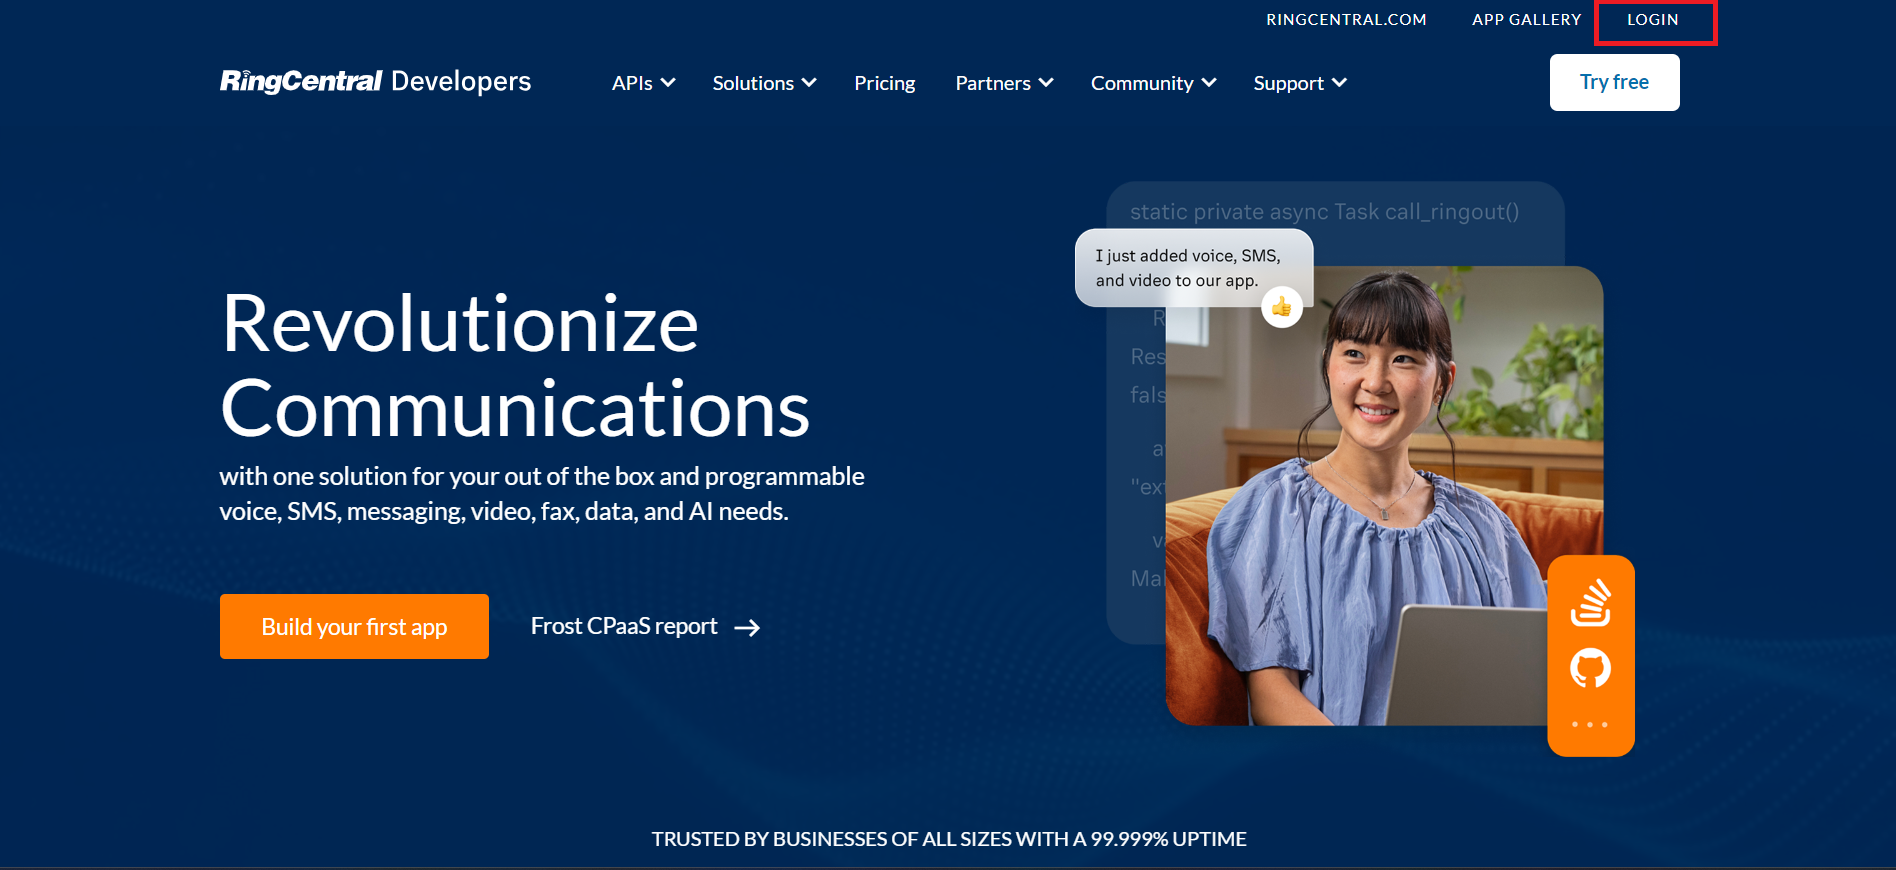 RINGCENTRAL.COM APP GALLERY LOGIN
RingCentral Developers APIs Solutions Pricing Partners Community Support Try free
static private async Task call_ringout()
I just added voice, SMS,
and video to our app.
Revolutionize
Communications
with one solution for your out of the box and programmable
voice, SMS, messaging, video, fax, data, and AI needs.
Build your first app Frost CPaaS report
R
Res
fals
a
"ext
v
Mal
TRUSTED BY BUSINESSES OF ALL SIZES WITH A 99.999% UPTIME